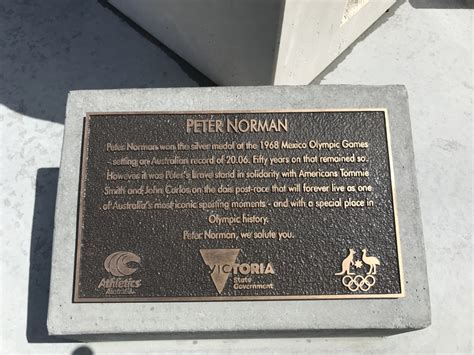 PETER NORMAN
Peter Norman won the silver medal at the 1968 Mexico Olympic Games
setting an Australian record of 20.06. Fifty years on that remained so.
However it was Peter's brave stand in solidarity with Americans Tommie
Smith and John Carlos on the dais post-race that will forever live as one
of Australia's most iconic sporting moments - and with a special place in
Olympic history.
Peter Norman, we salute you.
Athletics
Australia
VICTORIA
State
Government